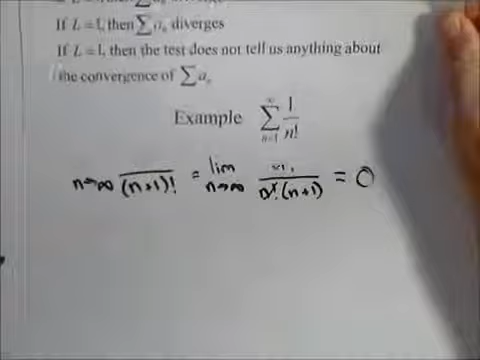 If L = 1, then ∑ aₙ diverges
If L = 1, then the test does not tell us anything about
the convergence of ∑ aₙ
Example ∑ n=1 ∞ 1/n!
n→∞ (n+1)! = lim n→∞ n!(n+1) = 0